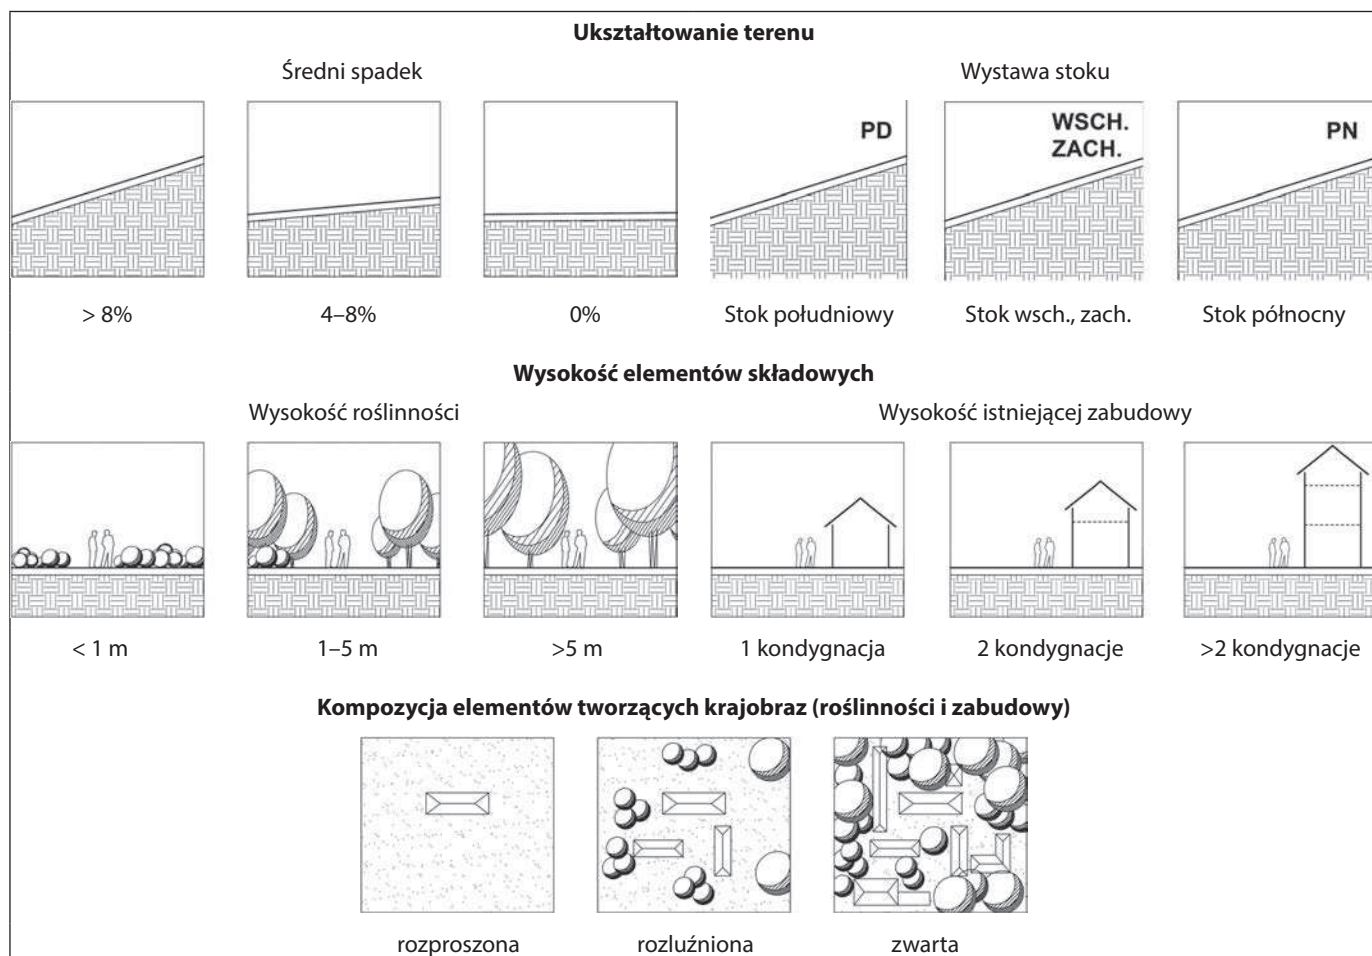 Ukształtowanie terenu
Średni spadek
Wystawa stoku
PD
WSCH.
ZACH.
PN
> 8%
4–8%
0%
Stok południowy
Stok wsch., zach.
Stok północny
Wysokość elementów składowych
Wysokość roślinności
Wysokość istniejącej zabudowy
< 1 m
1–5 m
>5 m
1 kondygnacja
2 kondygnacje
>2 kondygnacje
Kompozycja elementów tworzących krajobraz (roślinności i zabudowy)
rozproszona
rozluźniona
zwarta